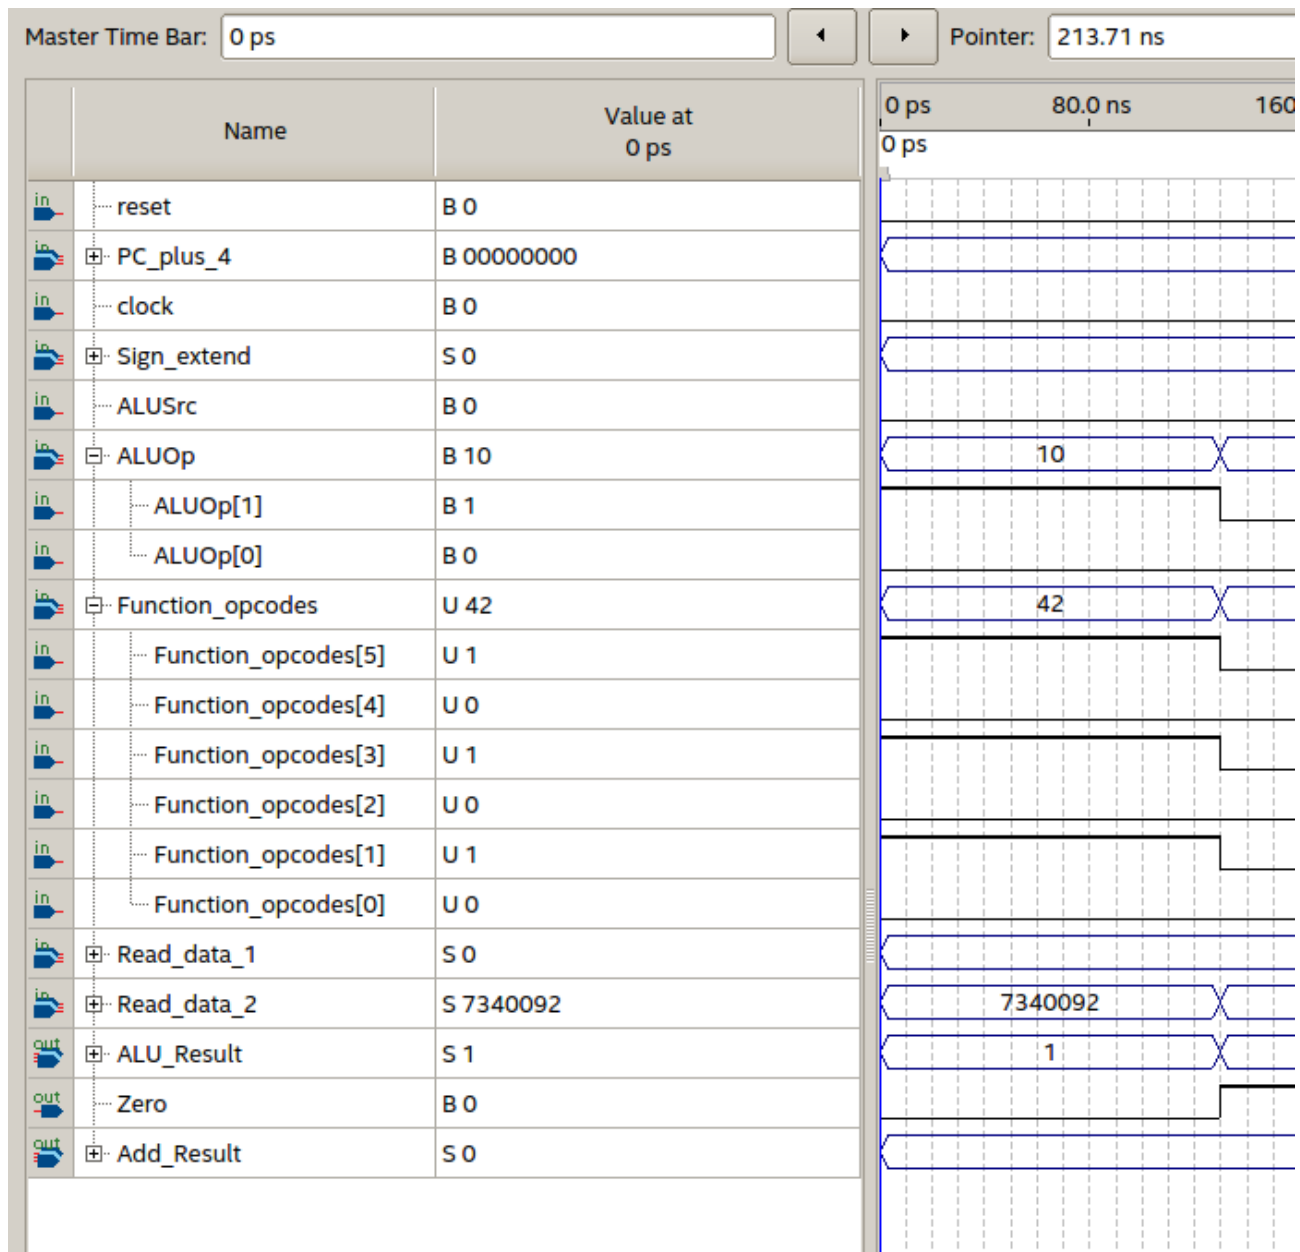 Master Time Bar: 0 ps Pointer: 213.71 ns
Name Value at 0 ps 0 ps 80.0 ns 160
0 ps
in reset B 0
in PC_plus_4 B 00000000
in clock B 0
in Sign_extend S 0
in ALUSrc B 0
in ALUOp B 10 10
in ALUOp[1] B 1
in ALUOp[0] B 0
in Function_opcodes U 42 42
in Function_opcodes[5] U 1
in Function_opcodes[4] U 0
in Function_opcodes[3] U 1
in Function_opcodes[2] U 0
in Function_opcodes[1] U 1
in Function_opcodes[0] U 0
in Read_data_1 S 0
in Read_data_2 S 7340092 7340092
out ALU_Result S 1 1
out Zero B 0
out Add_Result S 0